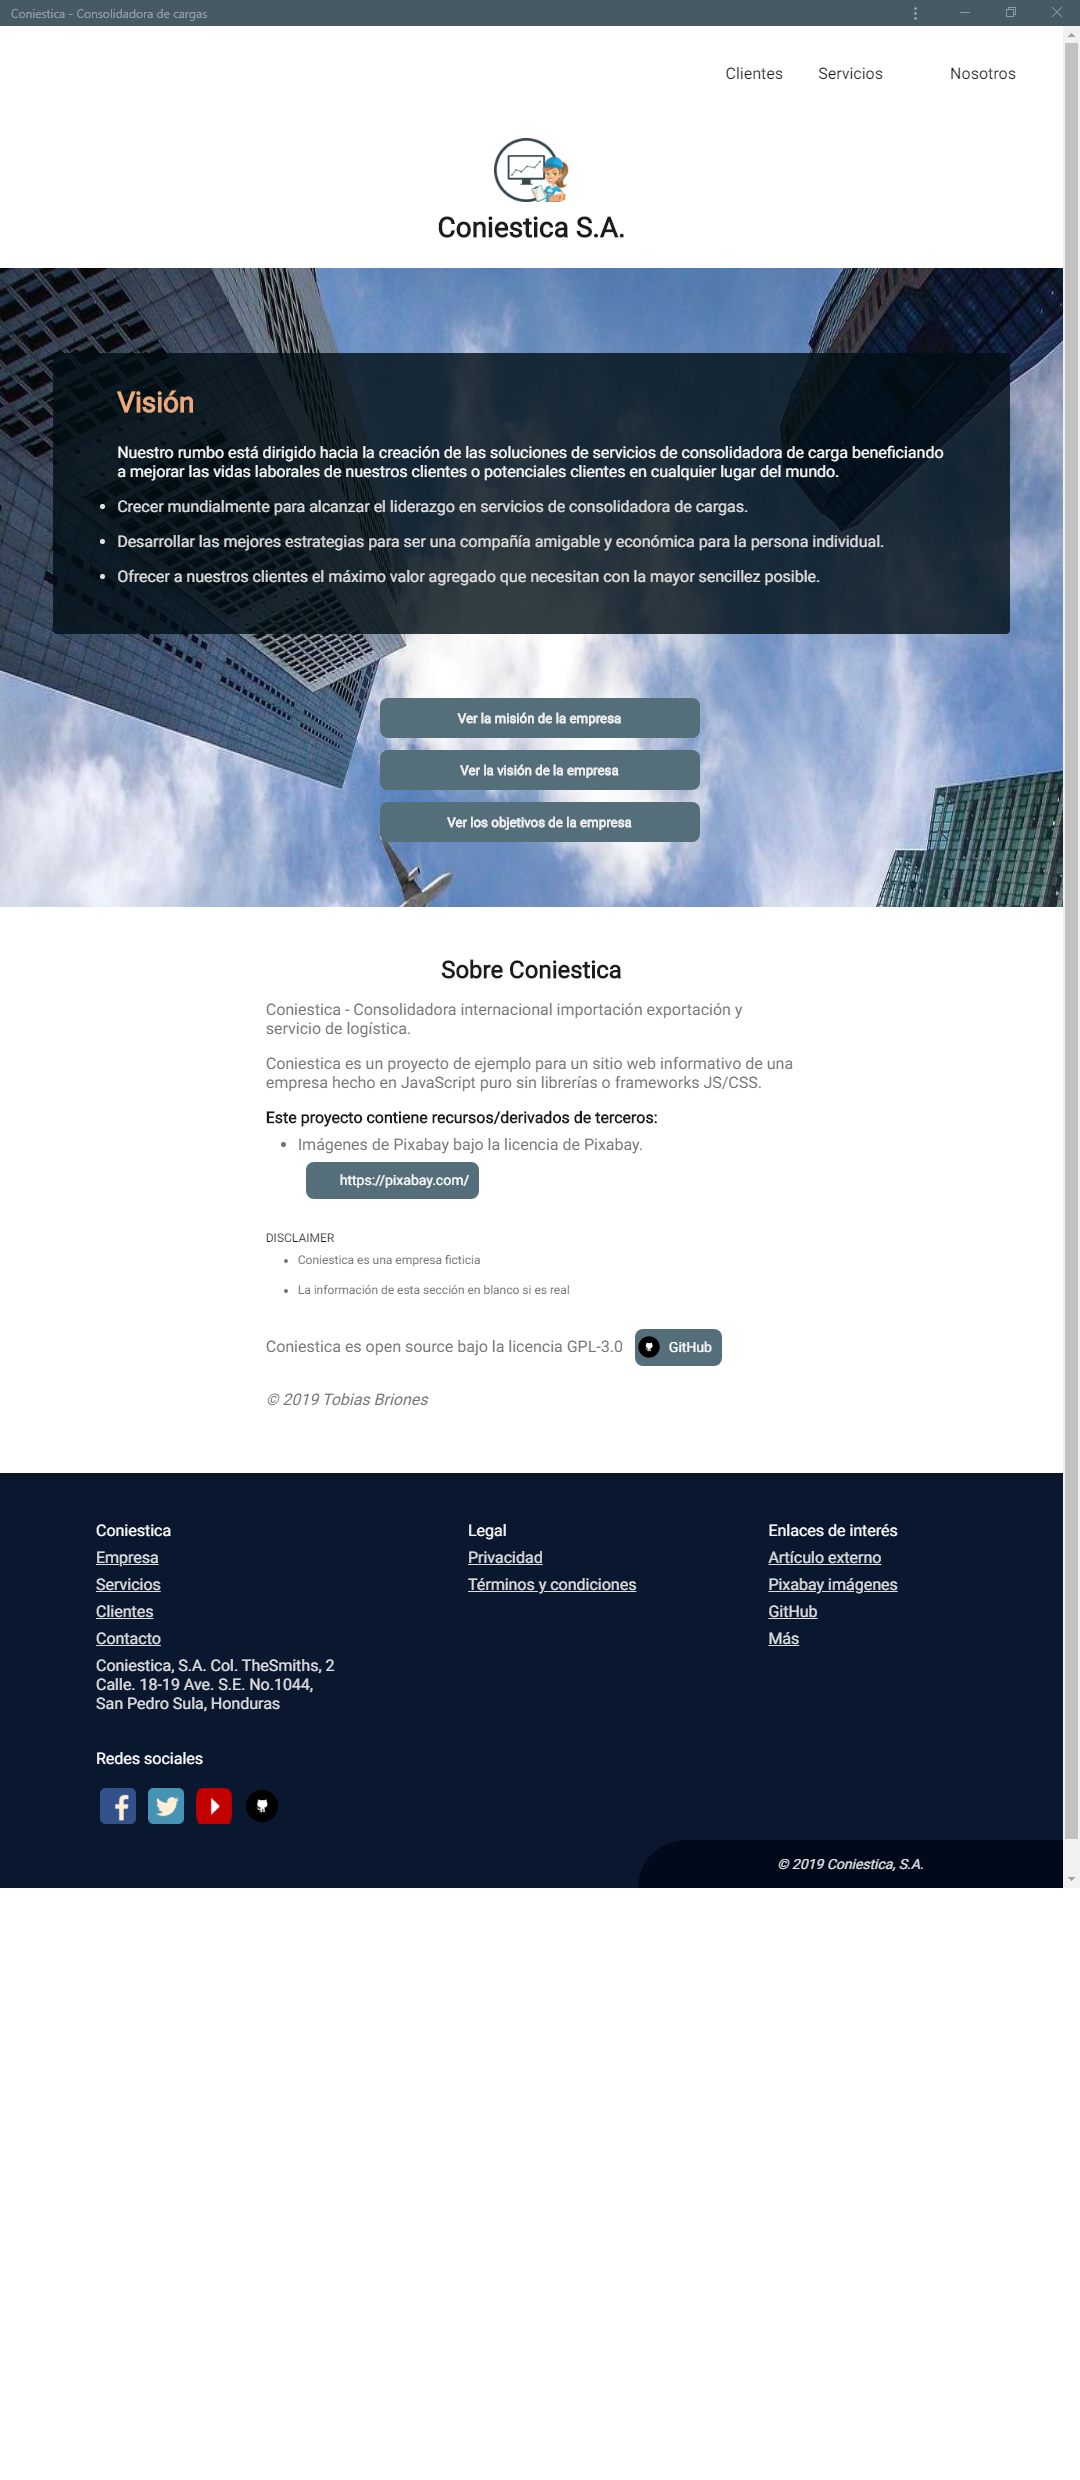 Coniestica - Consolidadora de cargas
Clientes Servicios Nosotros
Coniestica S.A.
Visión
Nuestro rumbo está dirigido hacia la creación de las soluciones de servicios de consolidadora de carga beneficiando
a mejorar las vidas laborales de nuestros clientes o potenciales clientes en cualquier lugar del mundo.
• Crecer mundialmente para alcanzar el liderazgo en servicios de consolidadora de cargas.
• Desarrollar las mejores estrategias para ser una compañía amigable y económica para la persona individual.
• Ofrecer a nuestros clientes el máximo valor agregado que necesitan con la mayor sencillez posible.
Ver la misión de la empresa
Ver la visión de la empresa
Ver los objetivos de la empresa
Sobre Coniestica
Coniestica - Consolidadora internacional importación exportación y
servicio de logística.
Coniestica es un proyecto de ejemplo para un sitio web informativo de una
empresa hecho en JavaScript puro sin librerías o frameworks JS/CSS.
Este proyecto contiene recursos/derivados de terceros:
• Imágenes de Pixabay bajo la licencia de Pixabay.
https://pixabay.com/
DISCLAIMER
• Coniestica es una empresa ficticia
• La información de esta sección en blanco si es real
Coniestica es open source bajo la licencia GPL-3.0 GitHub
© 2019 Tobias Briones
Coniestica
Empresa
Servicios
Clientes
Contacto
Coniestica, S.A. Col. TheSmiths, 2
Calle. 18-19 Ave. S.E. No.1044,
San Pedro Sula, Honduras
Legal
Privacidad
Términos y condiciones
Enlaces de interés
Artículo externo
Pixabay imágenes
GitHub
Más
Redes sociales
© 2019 Coniestica, S.A.